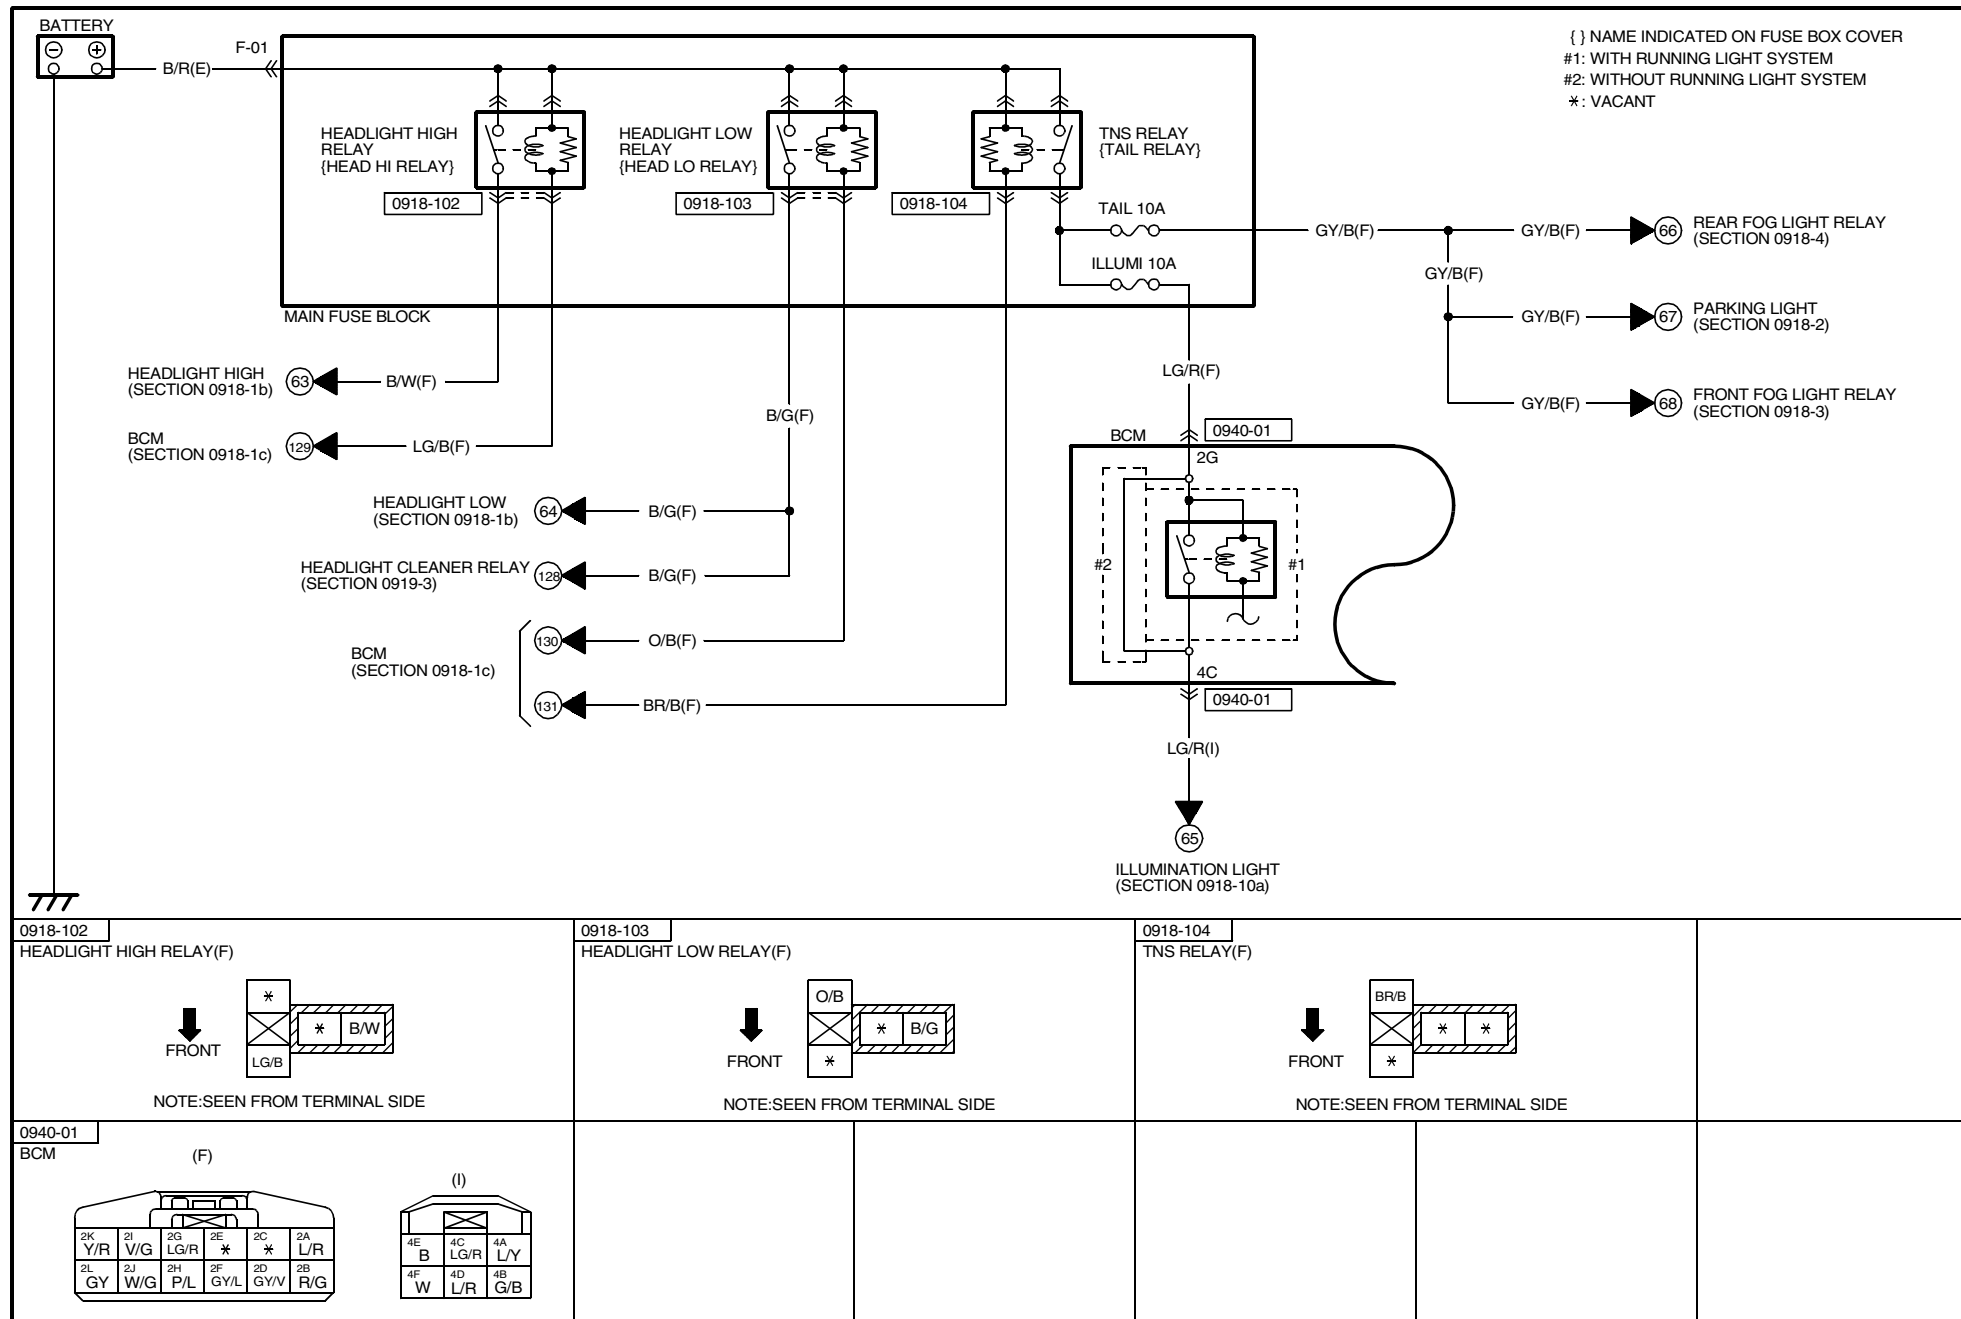 BATTERY
B/R(E)
F-01
{ } NAME INDICATED ON FUSE BOX COVER
#1: WITH RUNNING LIGHT SYSTEM
#2: WITHOUT RUNNING LIGHT SYSTEM
*: VACANT
HEADLIGHT HIGH
RELAY
{HEAD HI RELAY}
0918-102
HEADLIGHT LOW
RELAY
{HEAD LO RELAY}
0918-103
TNS RELAY
{TAIL RELAY}
0918-104
TAIL 10A
ILLUMI 10A
MAIN FUSE BLOCK
GY/B(F)
GY/B(F)
66
REAR FOG LIGHT RELAY
(SECTION 0918-4)
GY/B(F)
GY/B(F)
67
PARKING LIGHT
(SECTION 0918-2)
GY/B(F)
68
FRONT FOG LIGHT RELAY
(SECTION 0918-3)
HEADLIGHT HIGH
(SECTION 0918-1b)
63
B/W(F)
BCM
(SECTION 0918-1c)
129
LG/B(F)
B/G(F)
HEADLIGHT LOW
(SECTION 0918-1b)
64
B/G(F)
HEADLIGHT CLEANER RELAY
(SECTION 0919-3)
128
B/G(F)
BCM
(SECTION 0918-1c)
130
O/B(F)
131
BR/B(F)
LG/R(F)
BCM
0940-01
2G
#2
#1
4C
0940-01
LG/R(I)
65
ILLUMINATION LIGHT
(SECTION 0918-10a)
0918-102
HEADLIGHT HIGH RELAY(F)
FRONT
*
* B/W
LG/B
NOTE:SEEN FROM TERMINAL SIDE
0918-103
HEADLIGHT LOW RELAY(F)
FRONT
O/B
* B/G
*
NOTE:SEEN FROM TERMINAL SIDE
0918-104
TNS RELAY(F)
FRONT
BR/B
* *
*
NOTE:SEEN FROM TERMINAL SIDE
0940-01
BCM
(F)
2K 2I 2G 2E 2C 2A
Y/R V/G LG/R * * L/R
2L 2J 2H 2F 2D 2B
GY W/G P/L GY/L GY/V R/G
(I)
4E 4C 4A
B LG/R L/Y
4F 4D 4B
W L/R G/B